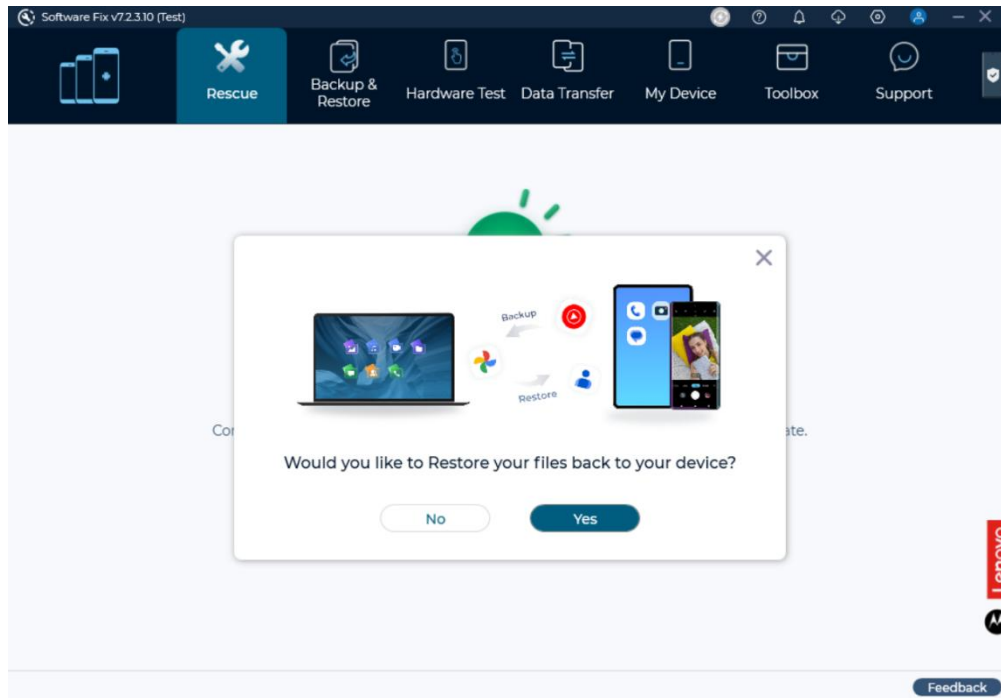 Software Fix v7.2.3.10 (Test)
Rescue
Backup &
Restore
Hardware Test
Data Transfer
My Device
Toolbox
Support
Backup
Restore
Would you like to Restore your files back to your device?
No
Yes
Lenovo
Feedback